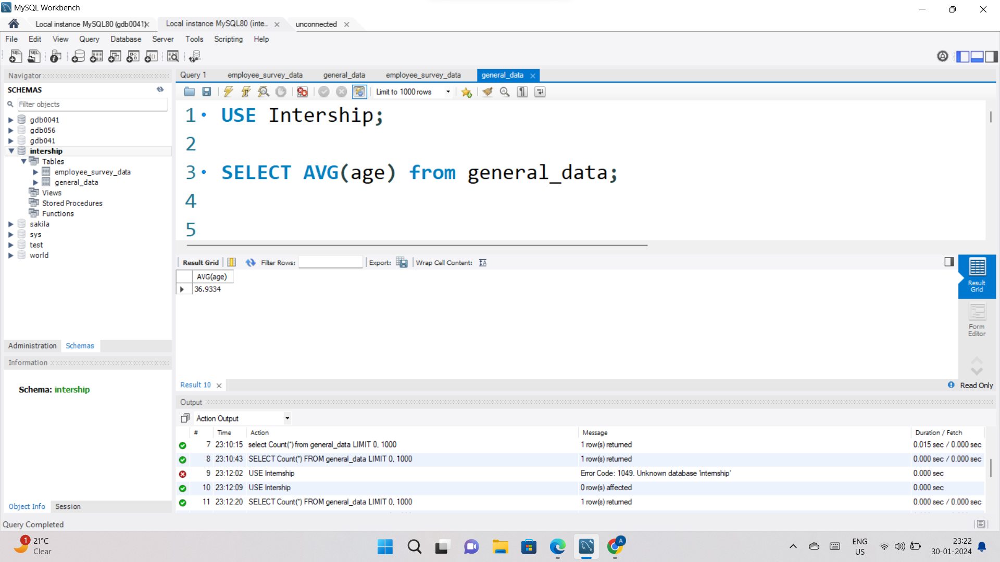 MySQL Workbench
Local instance MySQL80 (gdb0041)
Local instance MySQL80 (inte...
unconnected
File Edit View Query Database Server Tools Scripting Help
Navigator
SCHEMAS
Filter objects
gdb0041
gdb056
gdb041
intership
Tables
employee_survey_data
general_data
Views
Stored Procedures
Functions
sakila
sys
test
world
Administration Schemas
Information
Schema: intership
Object Info Session
Query 1 employee_survey_data general_data employee_survey_data general_data
Limit to 1000 rows
1 USE Intership;
2
3 SELECT AVG(age) from general_data;
4
5
Result Grid Filter Rows: Export: Wrap Cell Content:
AVG(age)
36.9334
Result
Grid
Form
Editor
Result 10
Read Only
Output
Action Output
# Time Action Message Duration / Fetch
7 23:10:15 select Count(*) from general_data LIMIT 0, 1000 1 row(s) returned 0.015 sec / 0.000 sec
8 23:10:43 SELECT Count(*) FROM general_data LIMIT 0, 1000 1 row(s) returned 0.000 sec / 0.000 sec
9 23:12:02 USE Internship Error Code: 1049. Unknown database 'internship' 0.000 sec
10 23:12:09 USE Intership 0 row(s) affected 0.000 sec
11 23:12:20 SELECT Count(*) FROM general_data LIMIT 0, 1000 1 row(s) returned 0.000 sec / 0.000 sec
Query Completed
1
21°C
Clear
A
ENG
US
23:22
30-01-2024